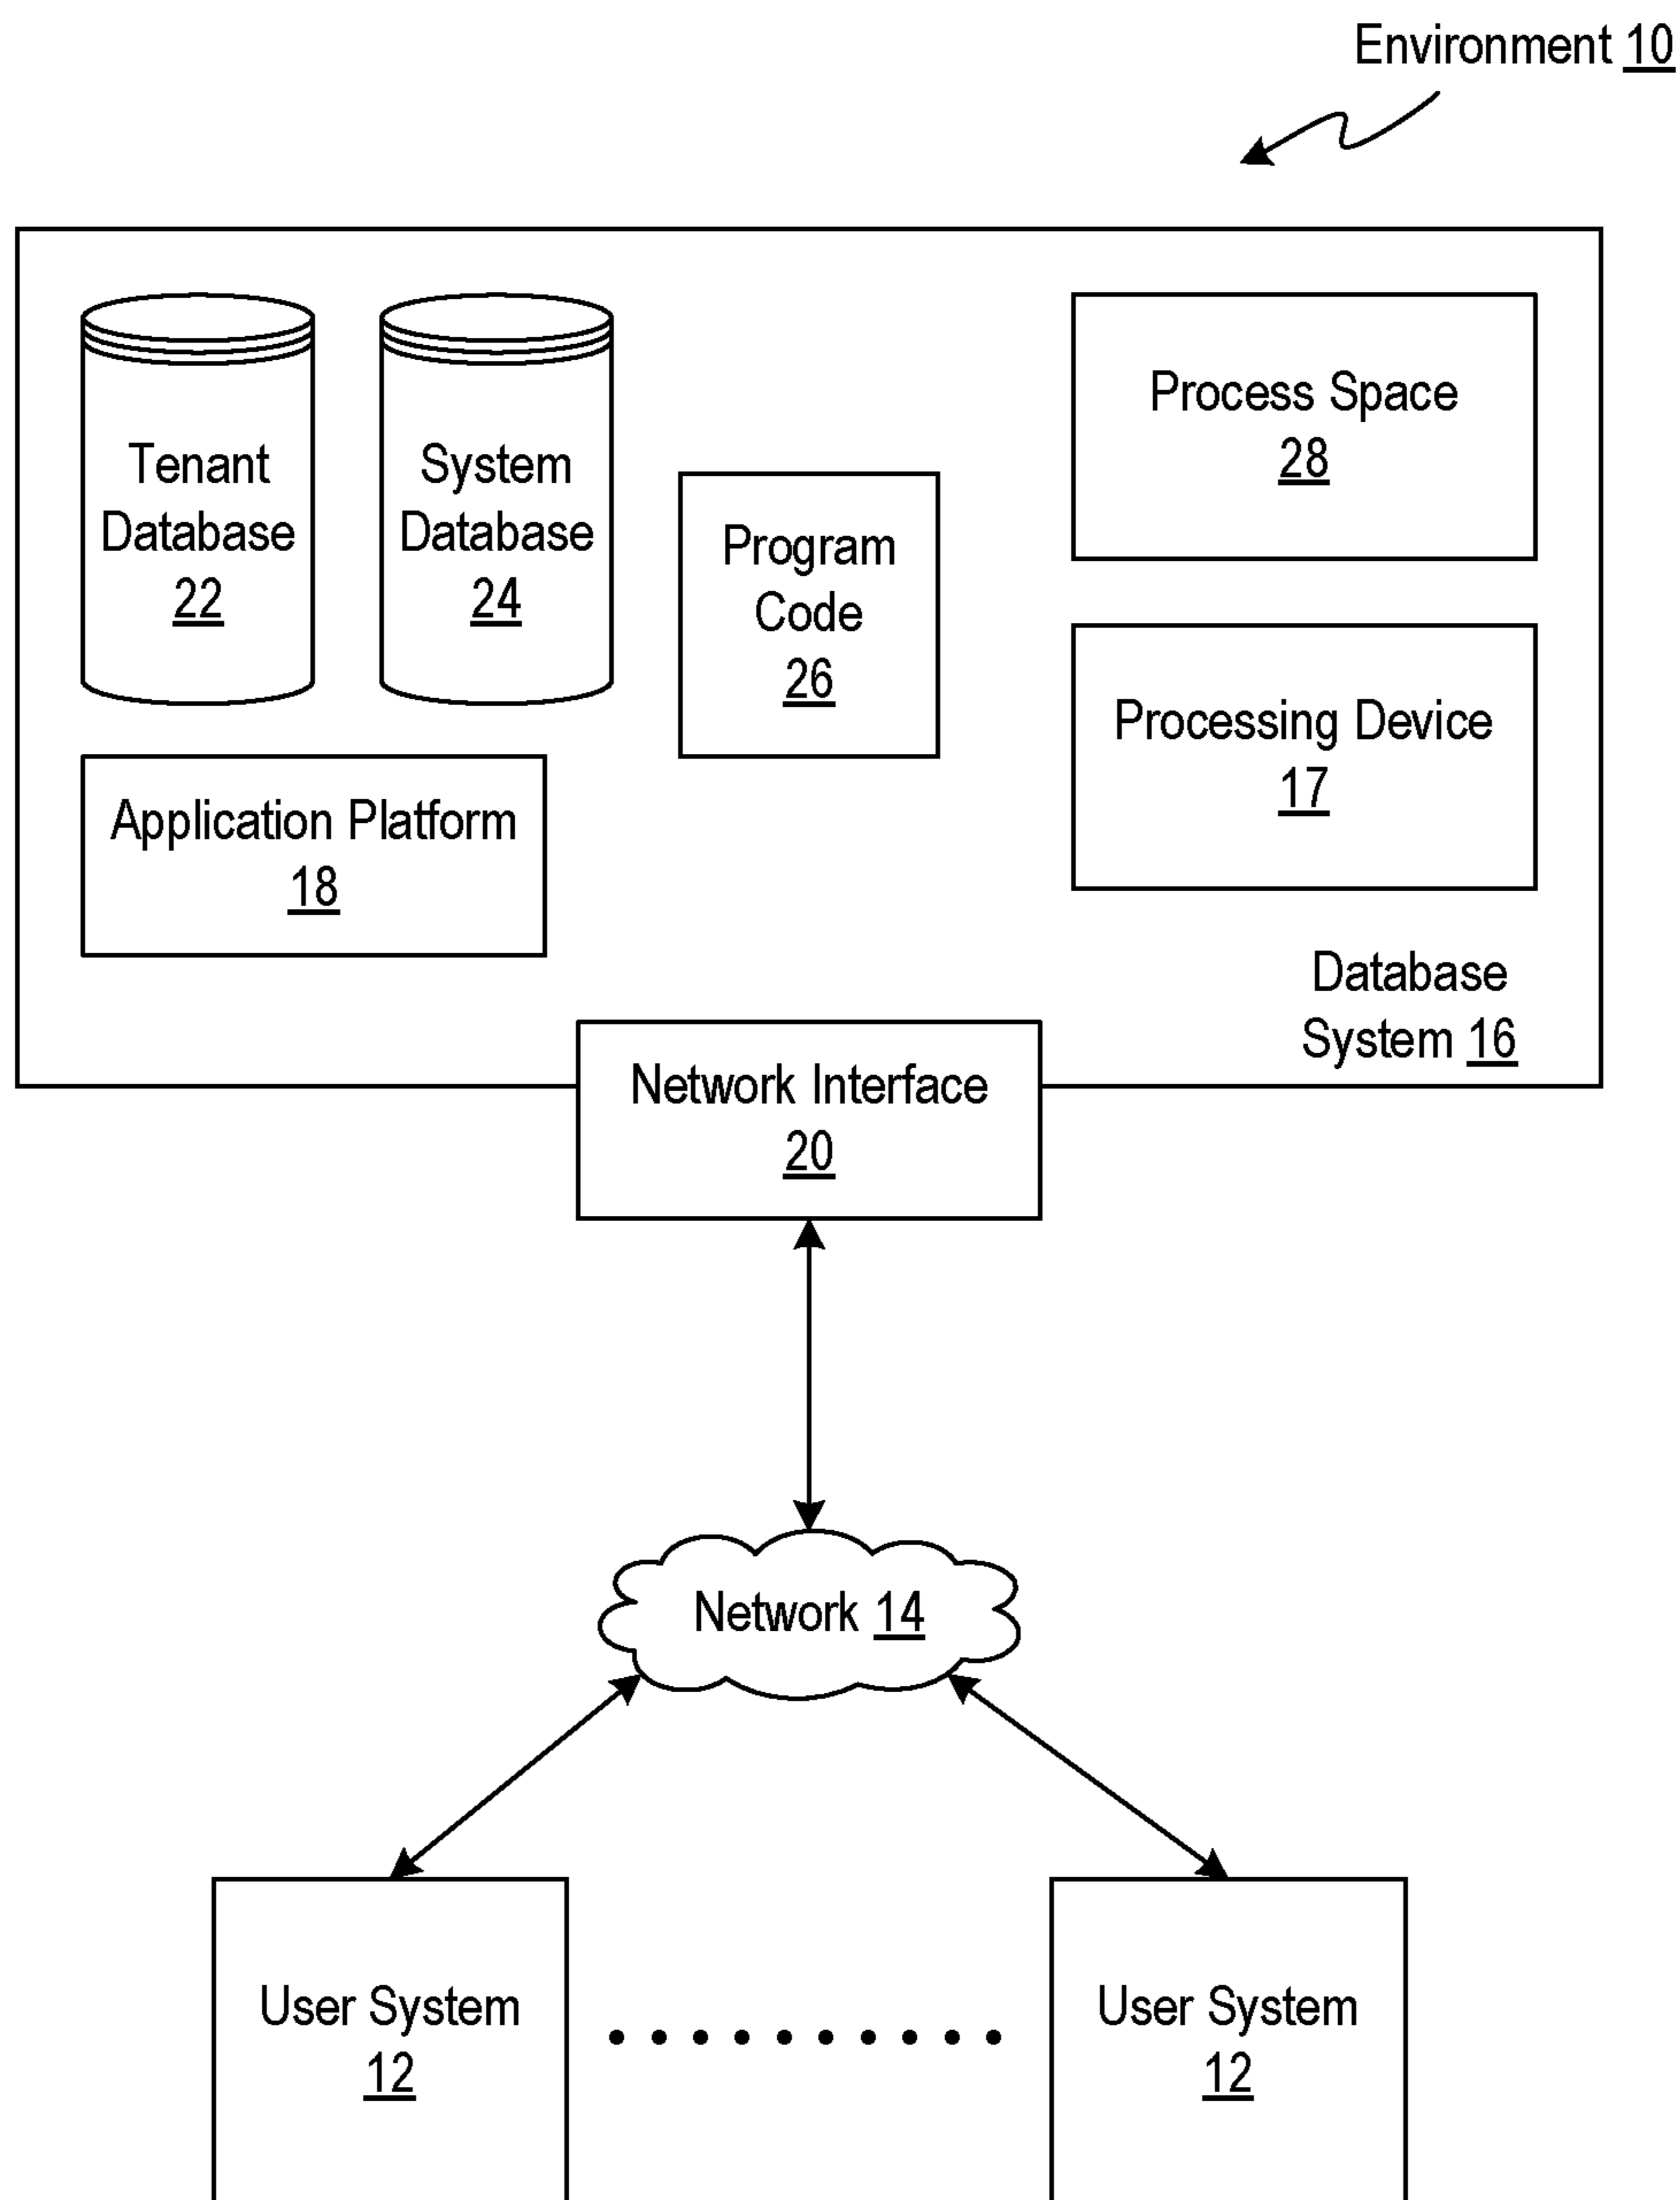 Environment 10
Tenant
Database
22
System
Database
24
Program
Code
26
Process Space
28
Processing Device
17
Application Platform
18
Database
System 16
Network Interface
20
Network 14
User System
12
User System
12